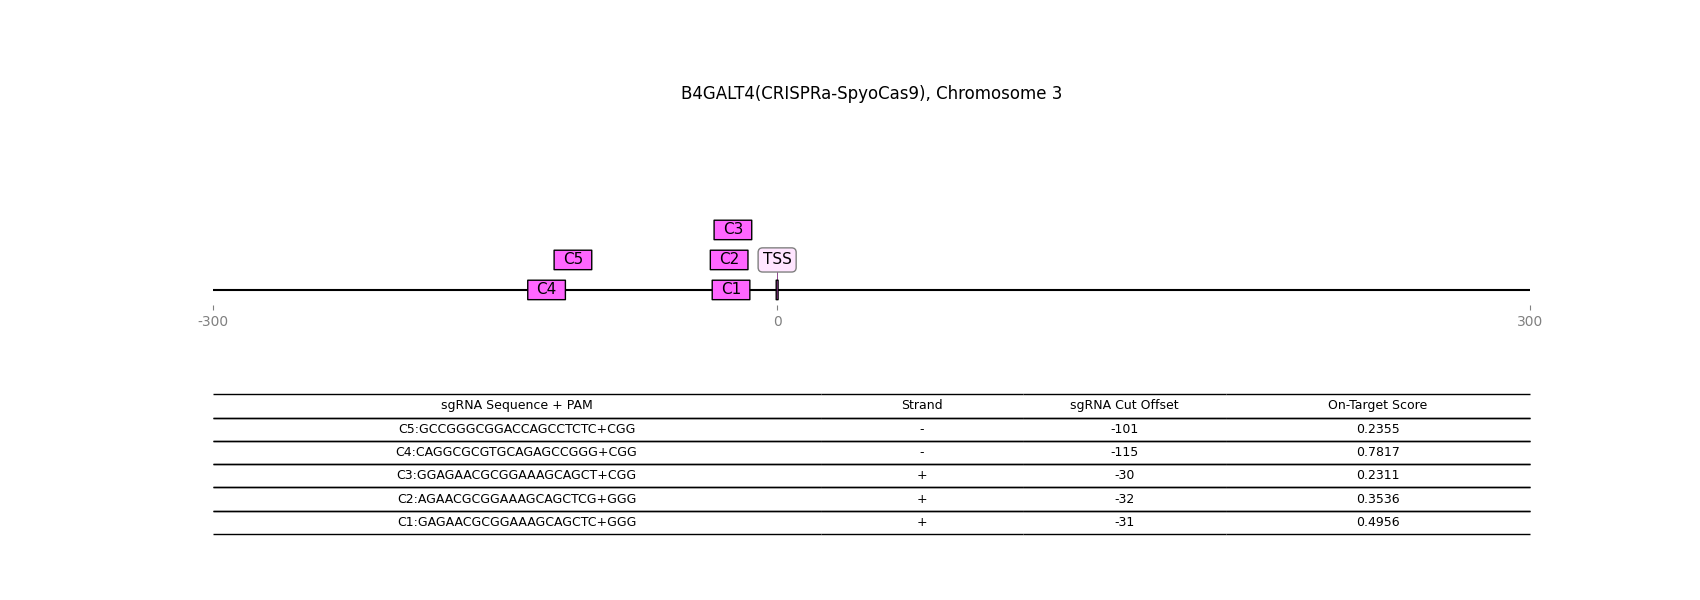 B4GALT4(CRISPRa-SpyoCas9), Chromosome 3
C3
C5 C2 TSS
C4 C1
-300 0 300
sgRNA Sequence + PAM Strand sgRNA Cut Offset On-Target Score
C5:GCCGGGCGGACCAGCCTCTC+CGG - -101 0.2355
C4:CAGGCGCGTGCAGAGCCGGG+CGG - -115 0.7817
C3:GGAGAACGCGGAAAGCAGCT+CGG + -30 0.2311
C2:AGAACGCGGAAAGCAGCTCG+GGG + -32 0.3536
C1:GAGAACGCGGAAAGCAGCTC+GGG + -31 0.4956